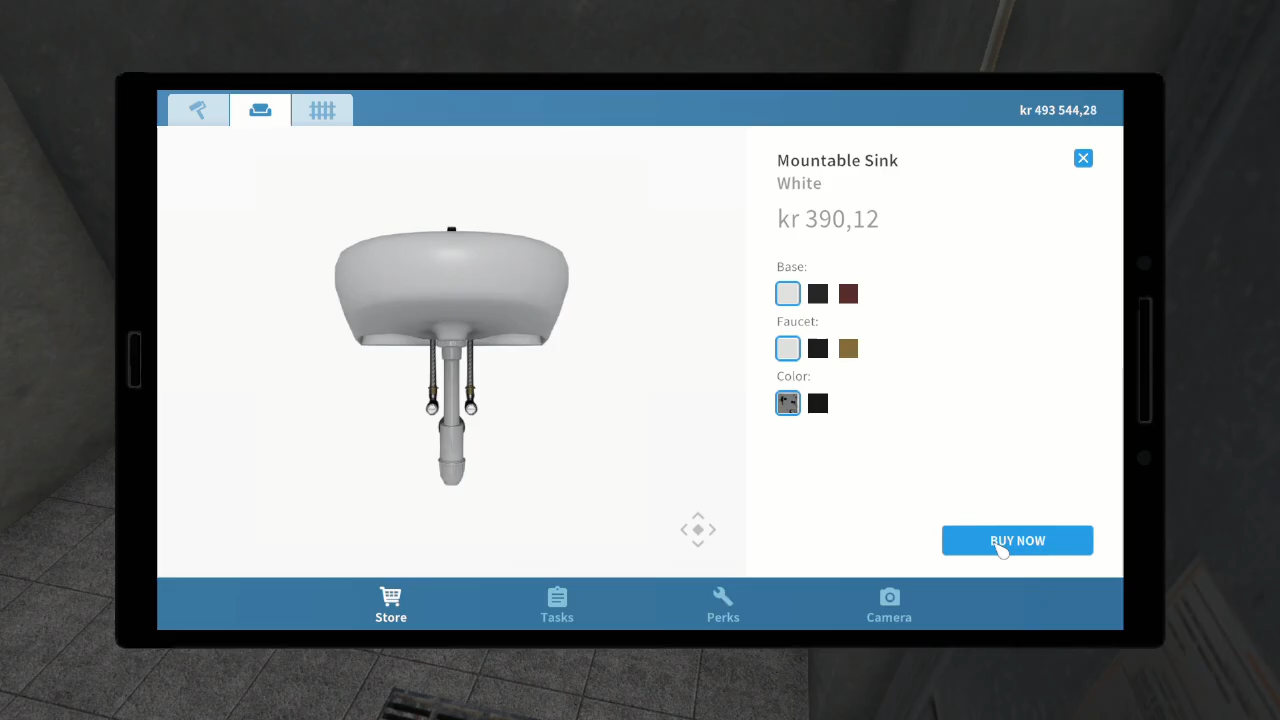 kr 493 544,28
Mountable Sink
White
kr 390,12
Base:
Faucet:
Color:
BUY NOW
Store
Tasks
Perks
Camera